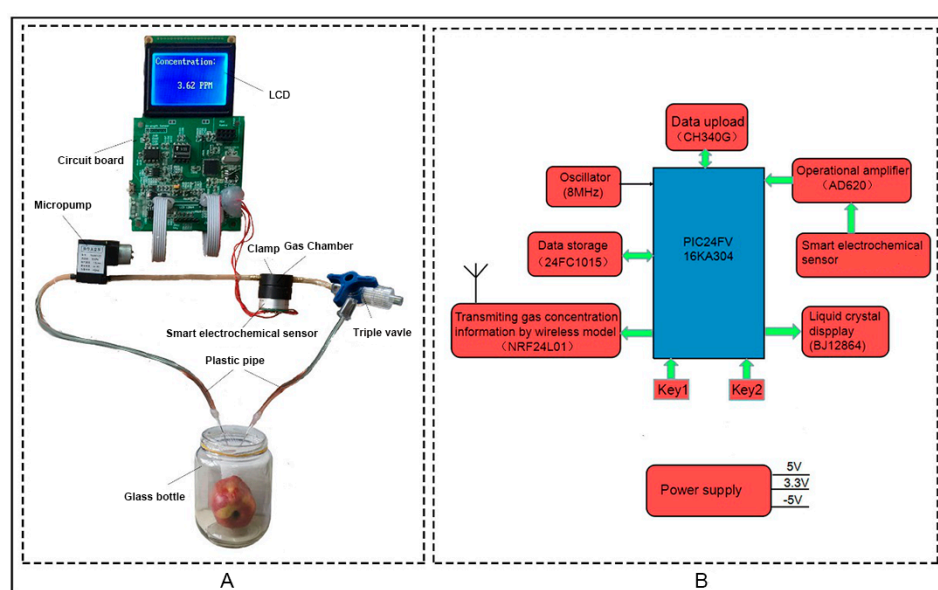 Concentration:
3.62 PPM
LCD
Circuit board
Micropump
Clamp
Gas Chamber
Smart electrochemical sensor
Triple vavle
Plastic pipe
Glass bottle
A
Data upload
（CH340G）
Oscillator
(8MHz)
Operational amplifier
（AD620）
PIC24FV
16KA304
Data storage
（24FC1015）
Smart electrochemical
sensor
Transmiting gas concentration
information by wireless model
（NRF24L01）
Liquid crystal
dispplay
(BJ12864)
Key1
Key2
Power supply
5V
3.3V
-5V
B